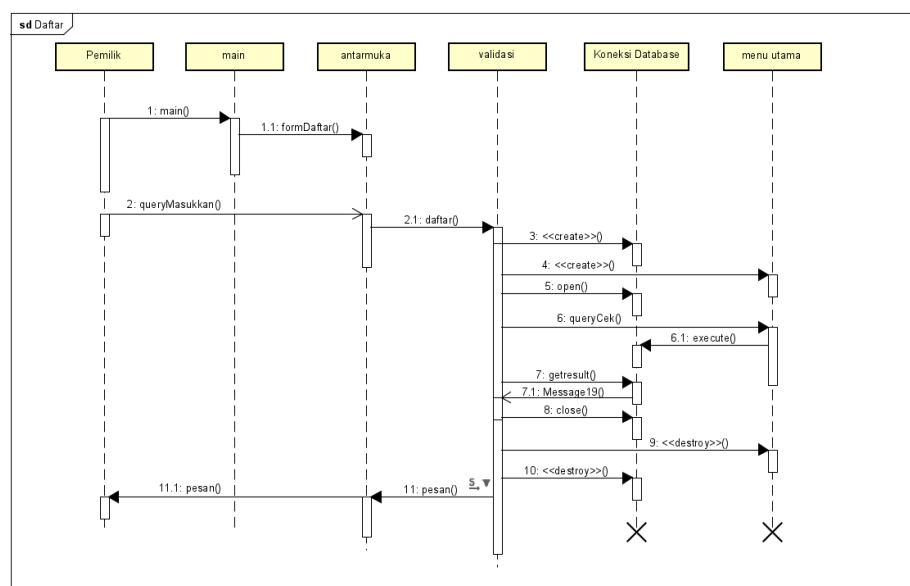 sd Daftar
Pemilik
main
antarmuka
validasi
Koneksi Database
menu utama
1: main()
1.1: formDaftar()
2: queryMasukkan()
2.1: daftar()
3: <<create>>()
4: <<create>>()
5: open()
6: queryCek()
6.1: execute()
7: getresult()
7.1: Message19()
8: close()
9: <<destroy>>()
10: <<destroy>>()
11: pesan()
11.1: pesan()